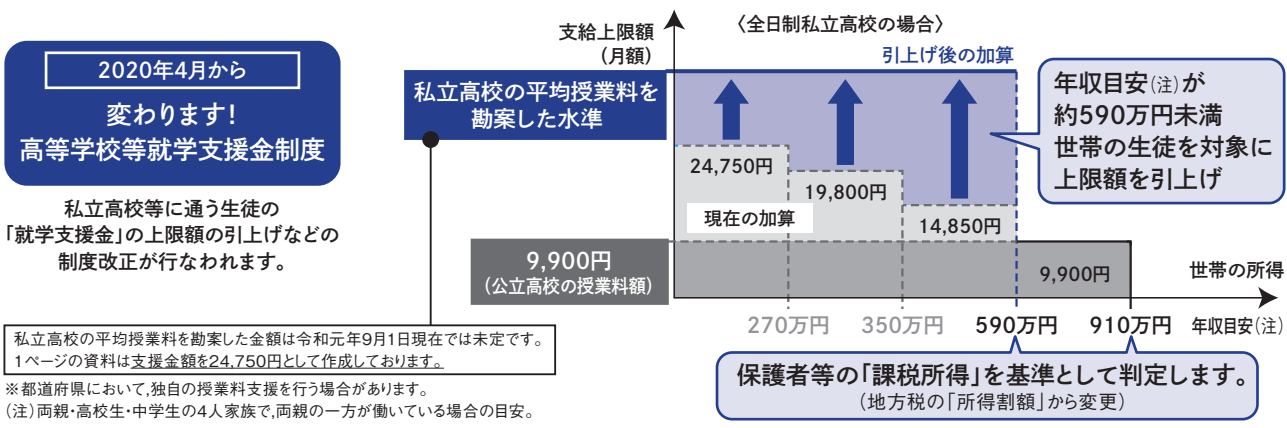 2020年4月から
変わります!
高等学校等就学支援金制度
私立高校等に通う生徒の
「就学支援金」の上限額の引上げなどの
制度改正が行なわれます。
支給上限額
(月額)
〈全日制私立高校の場合〉
引上げ後の加算
私立高校の平均授業料を
勘案した水準
年収目安(注)が
約590万円未満
世帯の生徒を対象に
上限額を引上げ
24,750円
19,800円
14,850円
現在の加算
9,900円
(公立高校の授業料額)
9,900円
世帯の所得
270万円
350万円
590万円
910万円
年収目安(注)
保護者等の「課税所得」を基準として判定します。
(地方税の「所得割額」から変更)
私立高校の平均授業料を勘案した金額は令和元年9月1日現在では未定です。
1ページの資料は支援金額を24,750円として作成しております。
※都道府県において,独自の授業料支援を行う場合があります。
(注)両親・高校生・中学生の4人家族で,両親の一方が働いている場合の目安。